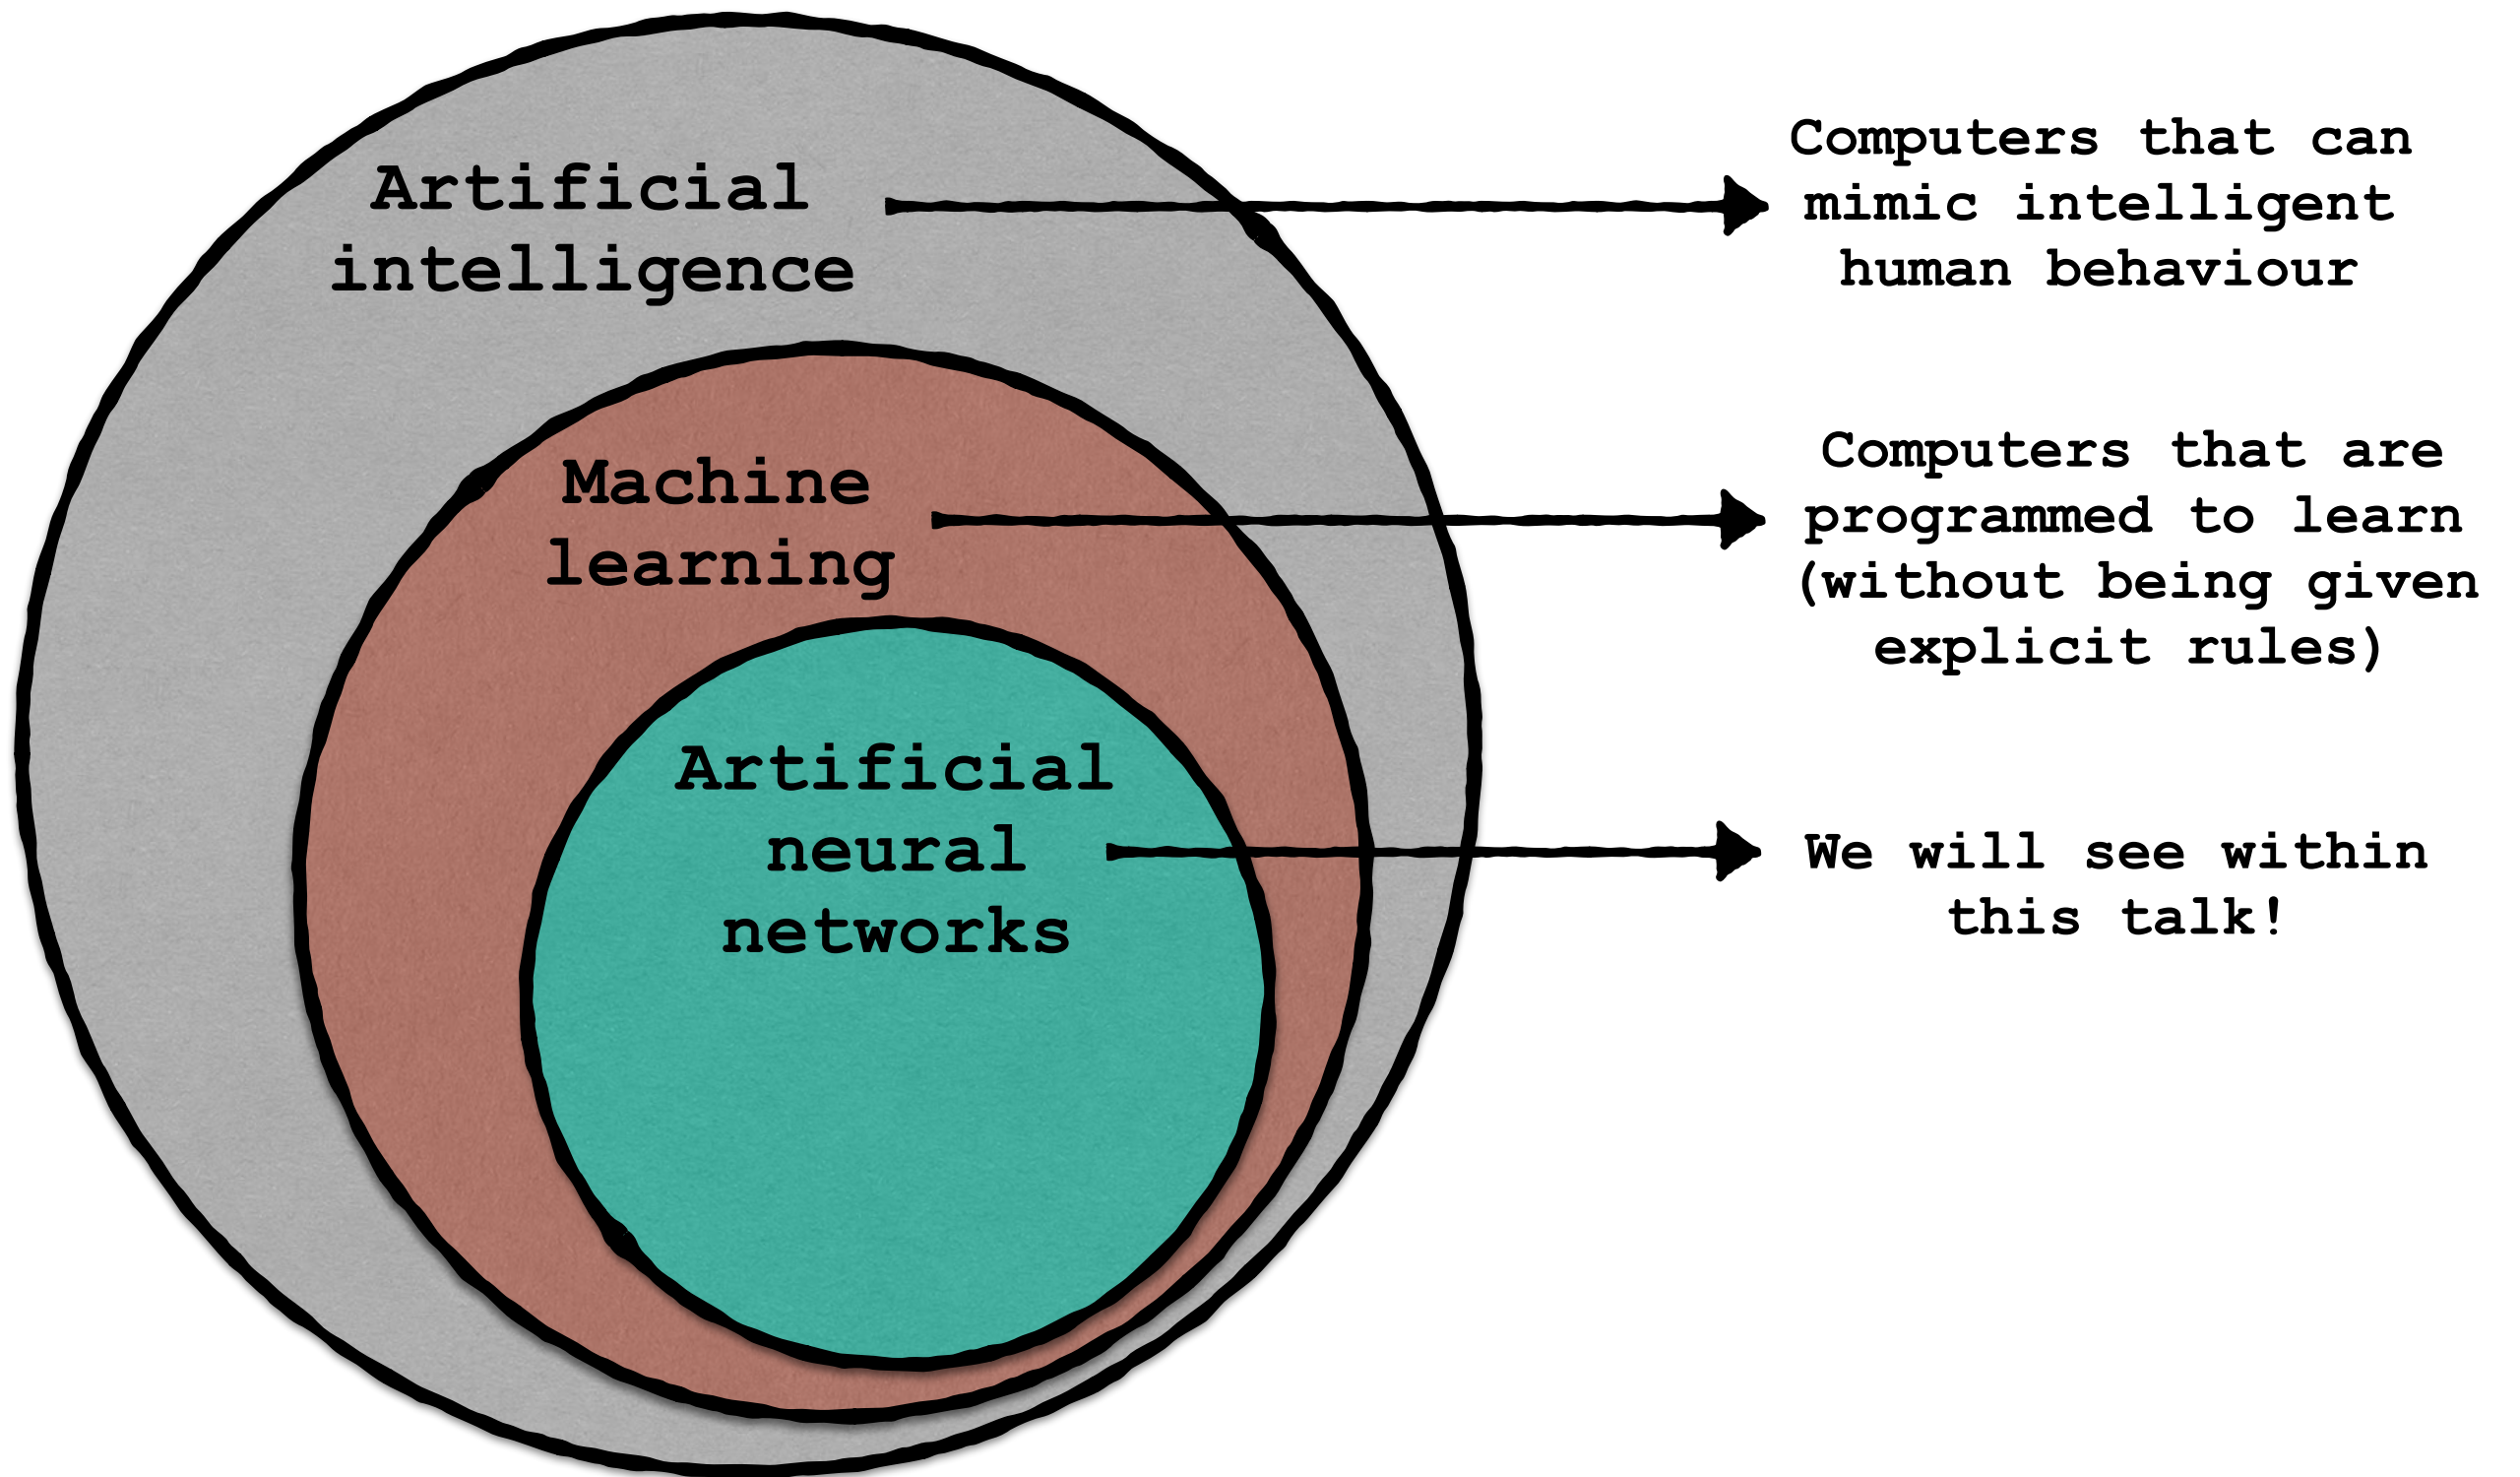 Artificial
intelligence
Computers that can
mimic intelligent
human behaviour
Machine
learning
Computers that are
programmed to learn
(without being given
explicit rules)
Artificial
neural
networks
We will see within
this talk!